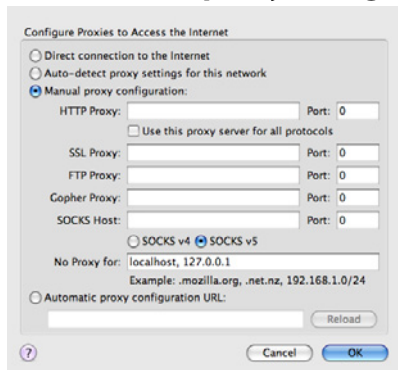 Configure Proxies to Access the Internet
Direct connection to the Internet
Auto-detect proxy settings for this network
Manual proxy configuration:
HTTP Proxy: Port: 0
Use this proxy server for all protocols
SSL Proxy: Port: 0
FTP Proxy: Port: 0
Gopher Proxy: Port: 0
SOCKS Host: Port: 0
SOCKS v4 SOCKS v5
No Proxy for: localhost, 127.0.0.1
Example: .mozilla.org, .net.nz, 192.168.1.0/24
Automatic proxy configuration URL:
Reload
? Cancel OK